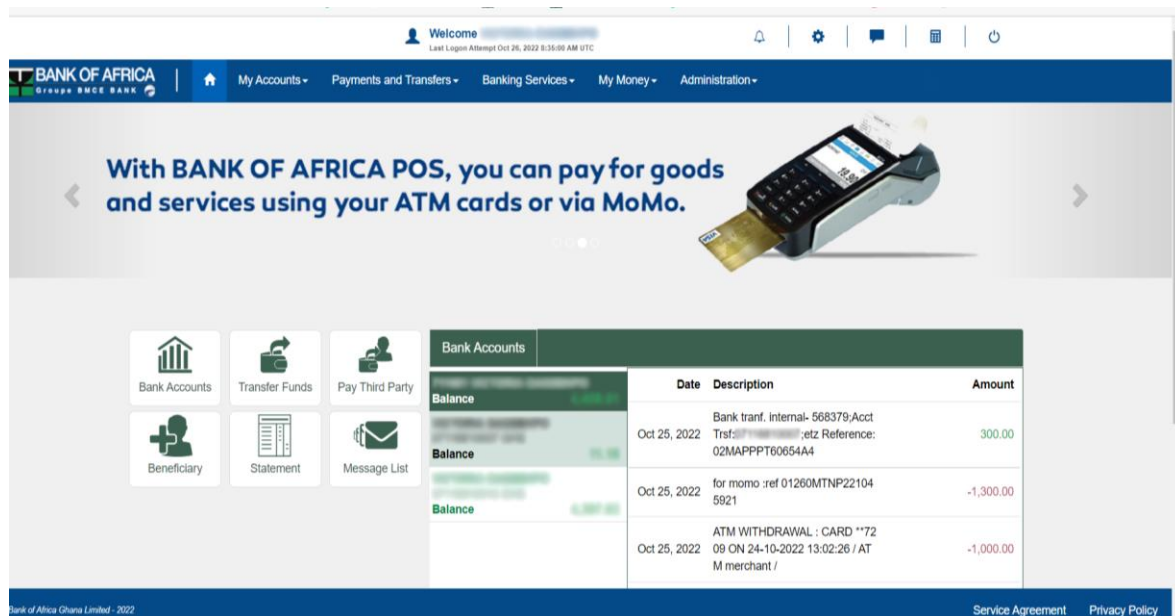 Welcome
Last Logon Attempt Oct 26, 2022 8:35:00 AM UTC
BANK OF AFRICA
Groupe BMCE BANK
My Accounts
Payments and Transfers
Banking Services
My Money
Administration
With BANK OF AFRICA POS, you can pay for goods
and services using your ATM cards or via MoMo.
19.90
VISA
Bank Accounts
Transfer Funds
Pay Third Party
Beneficiary
Statement
Message List
Bank Accounts
Balance
Balance
Balance
Date Description Amount
Bank tranf. internal- 568379;Acct
Oct 25, 2022 Trsf: ;etz Reference: 300.00
02MAPPPT60654A4
Oct 25, 2022 for momo :ref 01260MTNP22104 -1,300.00
5921
ATM WITHDRAWAL : CARD **72
Oct 25, 2022 09 ON 24-10-2022 13:02:26 / AT -1,000.00
M merchant /
Bank of Africa Ghana Limited - 2022
Service Agreement Privacy Policy